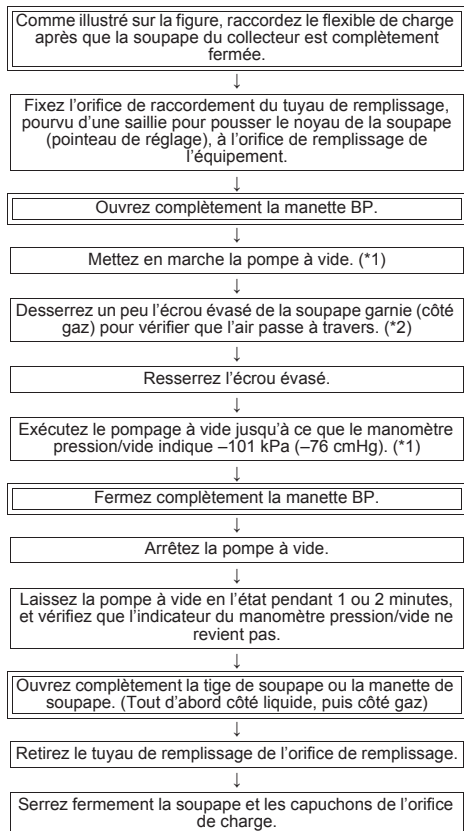 Comme illustré sur la figure, raccordez le flexible de charge
après que la soupape du collecteur est complètement
fermée.
↓
Fixez l’orifice de raccordement du tuyau de remplissage,
pourvu d’une saillie pour pousser le noyau de la soupape
(pointeau de réglage), à l’orifice de remplissage de
l’équipement.
↓
Ouvrez complètement la manette BP.
↓
Mettez en marche la pompe à vide. (*1)
↓
Desserrez un peu l’écrou évasé de la soupape garnie (côté
gaz) pour vérifier que l’air passe à travers. (*2)
↓
Resserrez l’écrou évasé.
↓
Exécutez le pompage à vide jusqu’à ce que le manomètre
pression/vide indique –101 kPa (–76 cmHg). (*1)
↓
Fermez complètement la manette BP.
↓
Arrêtez la pompe à vide.
↓
Laissez la pompe à vide en l’état pendant 1 ou 2 minutes,
et vérifiez que l’indicateur du manomètre pression/vide ne
revient pas.
↓
Ouvrez complètement la tige de soupape ou la manette de
soupape. (Tout d’abord côté liquide, puis côté gaz)
↓
Retirez le tuyau de remplissage de l’orifice de remplissage.
↓
Serrez fermement la soupape et les capuchons de l’orifice
de charge.